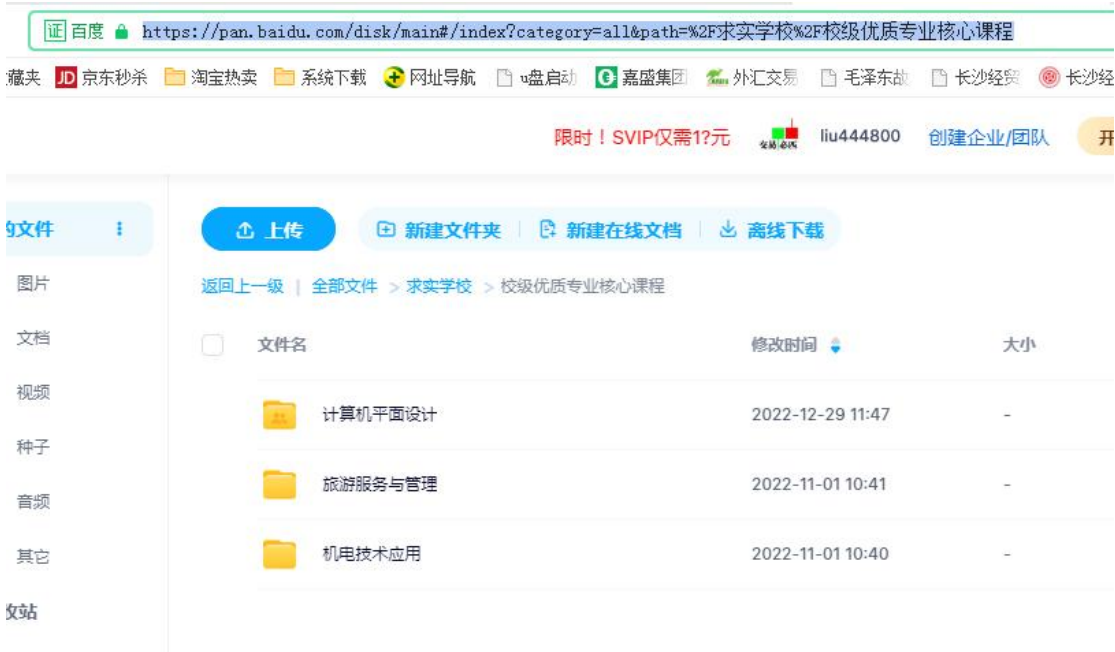 证 百度 https://pan.baidu.com/disk/main#/index?category=all&path=%2F求实学校%2F校级优质专业核心课程
藏夹 JD 京东秒杀 淘宝热卖 系统下载 网址导航 u盘启动 嘉盛集团 外汇交易 毛泽东故 长沙经贸 长沙经
限时！SVIP仅需1?元 liu444800 创建企业/团队 开
的文件 上传 新建文件夹 新建在线文档 离线下载
图片 返回上一级 | 全部文件 > 求实学校 > 校级优质专业核心课程
文档 文件名 修改时间 大小
视频
计算机平面设计 2022-12-29 11:47 -
种子
旅游服务与管理 2022-11-01 10:41 -
音频
其它 机电技术应用 2022-11-01 10:40 -
收站